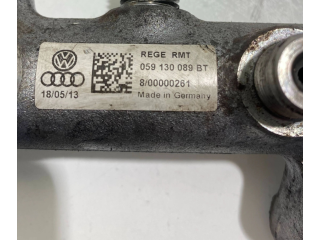 REGE RMT
059 130 089 BT
8/00000261
18/05/13
Made in Germany